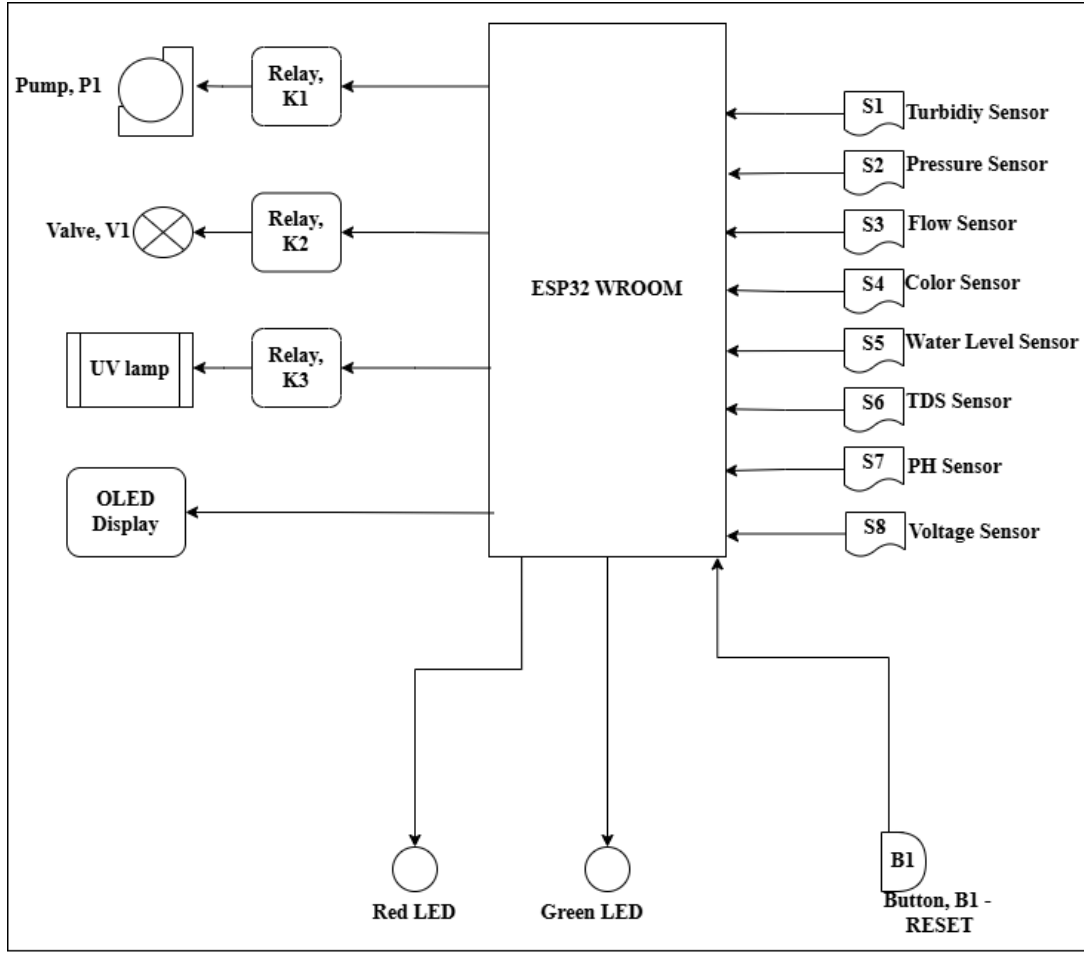 Pump, P1
Relay,
K1
Valve, V1
Relay,
K2
UV lamp
Relay,
K3
OLED
Display
ESP32 WROOM
S1
Turbidiy Sensor
S2
Pressure Sensor
S3
Flow Sensor
S4
Color Sensor
S5
Water Level Sensor
S6
TDS Sensor
S7
PH Sensor
S8
Voltage Sensor
Red LED
Green LED
B1
Button, B1 -
RESET